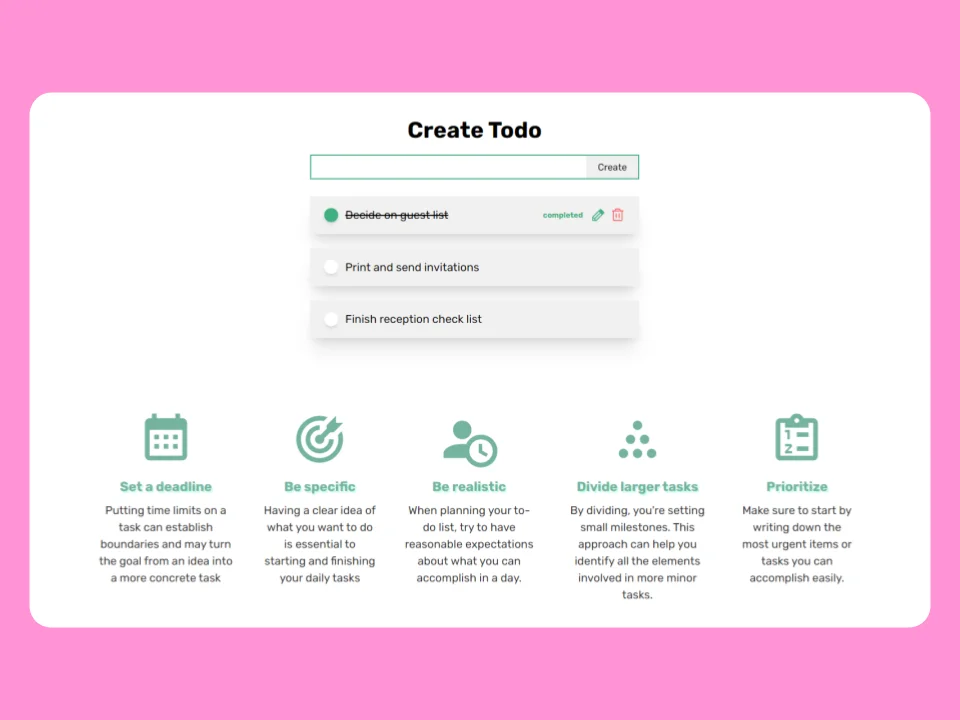 Create Todo
Create
Decide on guest list completed
Print and send invitations
Finish reception check list
1
2
Set a deadline
Putting time limits on a
task can establish
boundaries and may turn
the goal from an idea into
a more concrete task
Be specific
Having a clear idea of
what you want to do
is essential to
starting and finishing
your daily tasks
Be realistic
When planning your to-
do list, try to have
reasonable expectations
about what you can
accomplish in a day.
Divide larger tasks
By dividing, you're setting
small milestones. This
approach can help you
identify all the elements
involved in more minor
tasks.
Prioritize
Make sure to start by
writing down the
most urgent items or
tasks you can
accomplish easily.